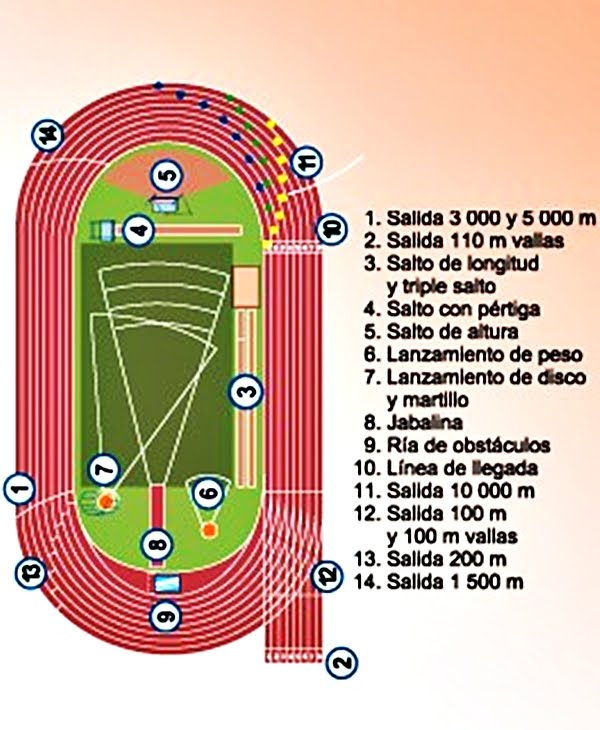 14
11
5
4
10
3
7
6
1
8
13
12
9
2
1. Salida 3 000 y 5 000 m
2. Salida 110 m vallas
3. Salto de longitud
y triple salto
4. Salto con pértiga
5. Salto de altura
6. Lanzamiento de peso
7. Lanzamiento de disco
y martillo
8. Jabalina
9. Ría de obstáculos
10. Línea de llegada
11. Salida 10 000 m
12. Salida 100 m
y 100 m vallas
13. Salida 200 m
14. Salida 1 500 m